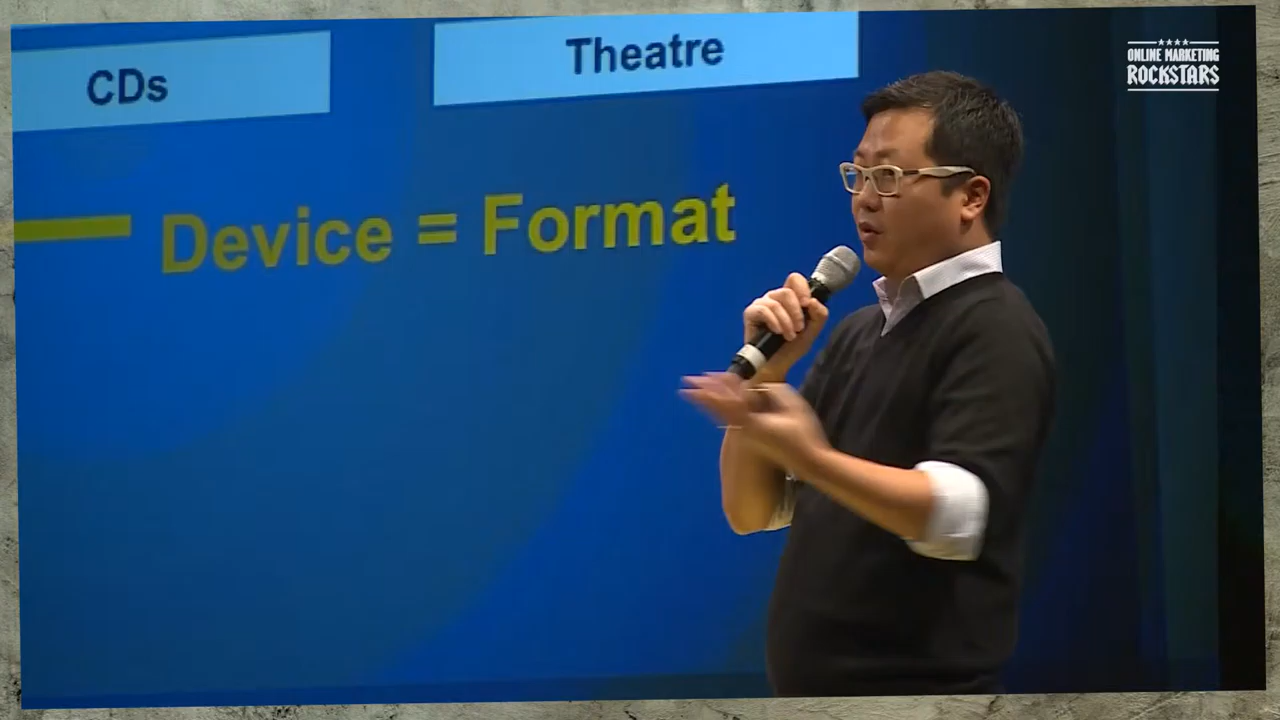 CDs
Theatre
Device = Format
ONLINE MARKETING
ROCKSTARS